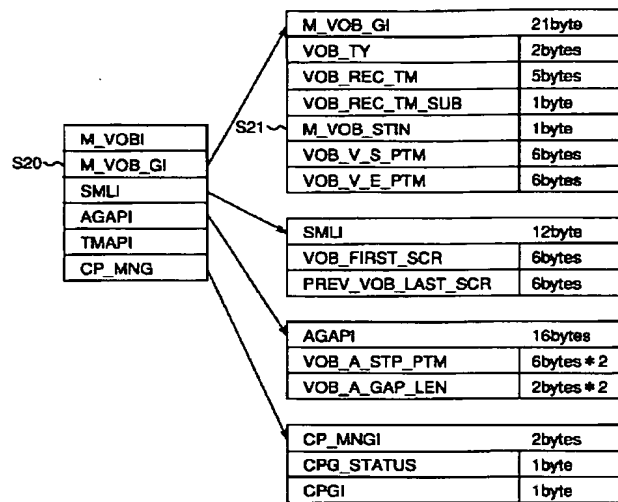 M_VOBI
S20 M_VOB_GI
SMLI
AGAPI
TMAPI
CP_MNG
M_VOB_GI 21byte
VOB_TY 2bytes
VOB_REC_TM 5bytes
VOB_REC_TM_SUB 1byte
S21 M_VOB_STIN 1byte
VOB_V_S_PTM 6bytes
VOB_V_E_PTM 6bytes
SMLI 12byte
VOB_FIRST_SCR 6bytes
PREV_VOB_LAST_SCR 6bytes
AGAPI 16bytes
VOB_A_STP_PTM 6bytes*2
VOB_A_GAP_LEN 2bytes*2
CP_MNGI 2bytes
CPG_STATUS 1byte
CPGI 1byte